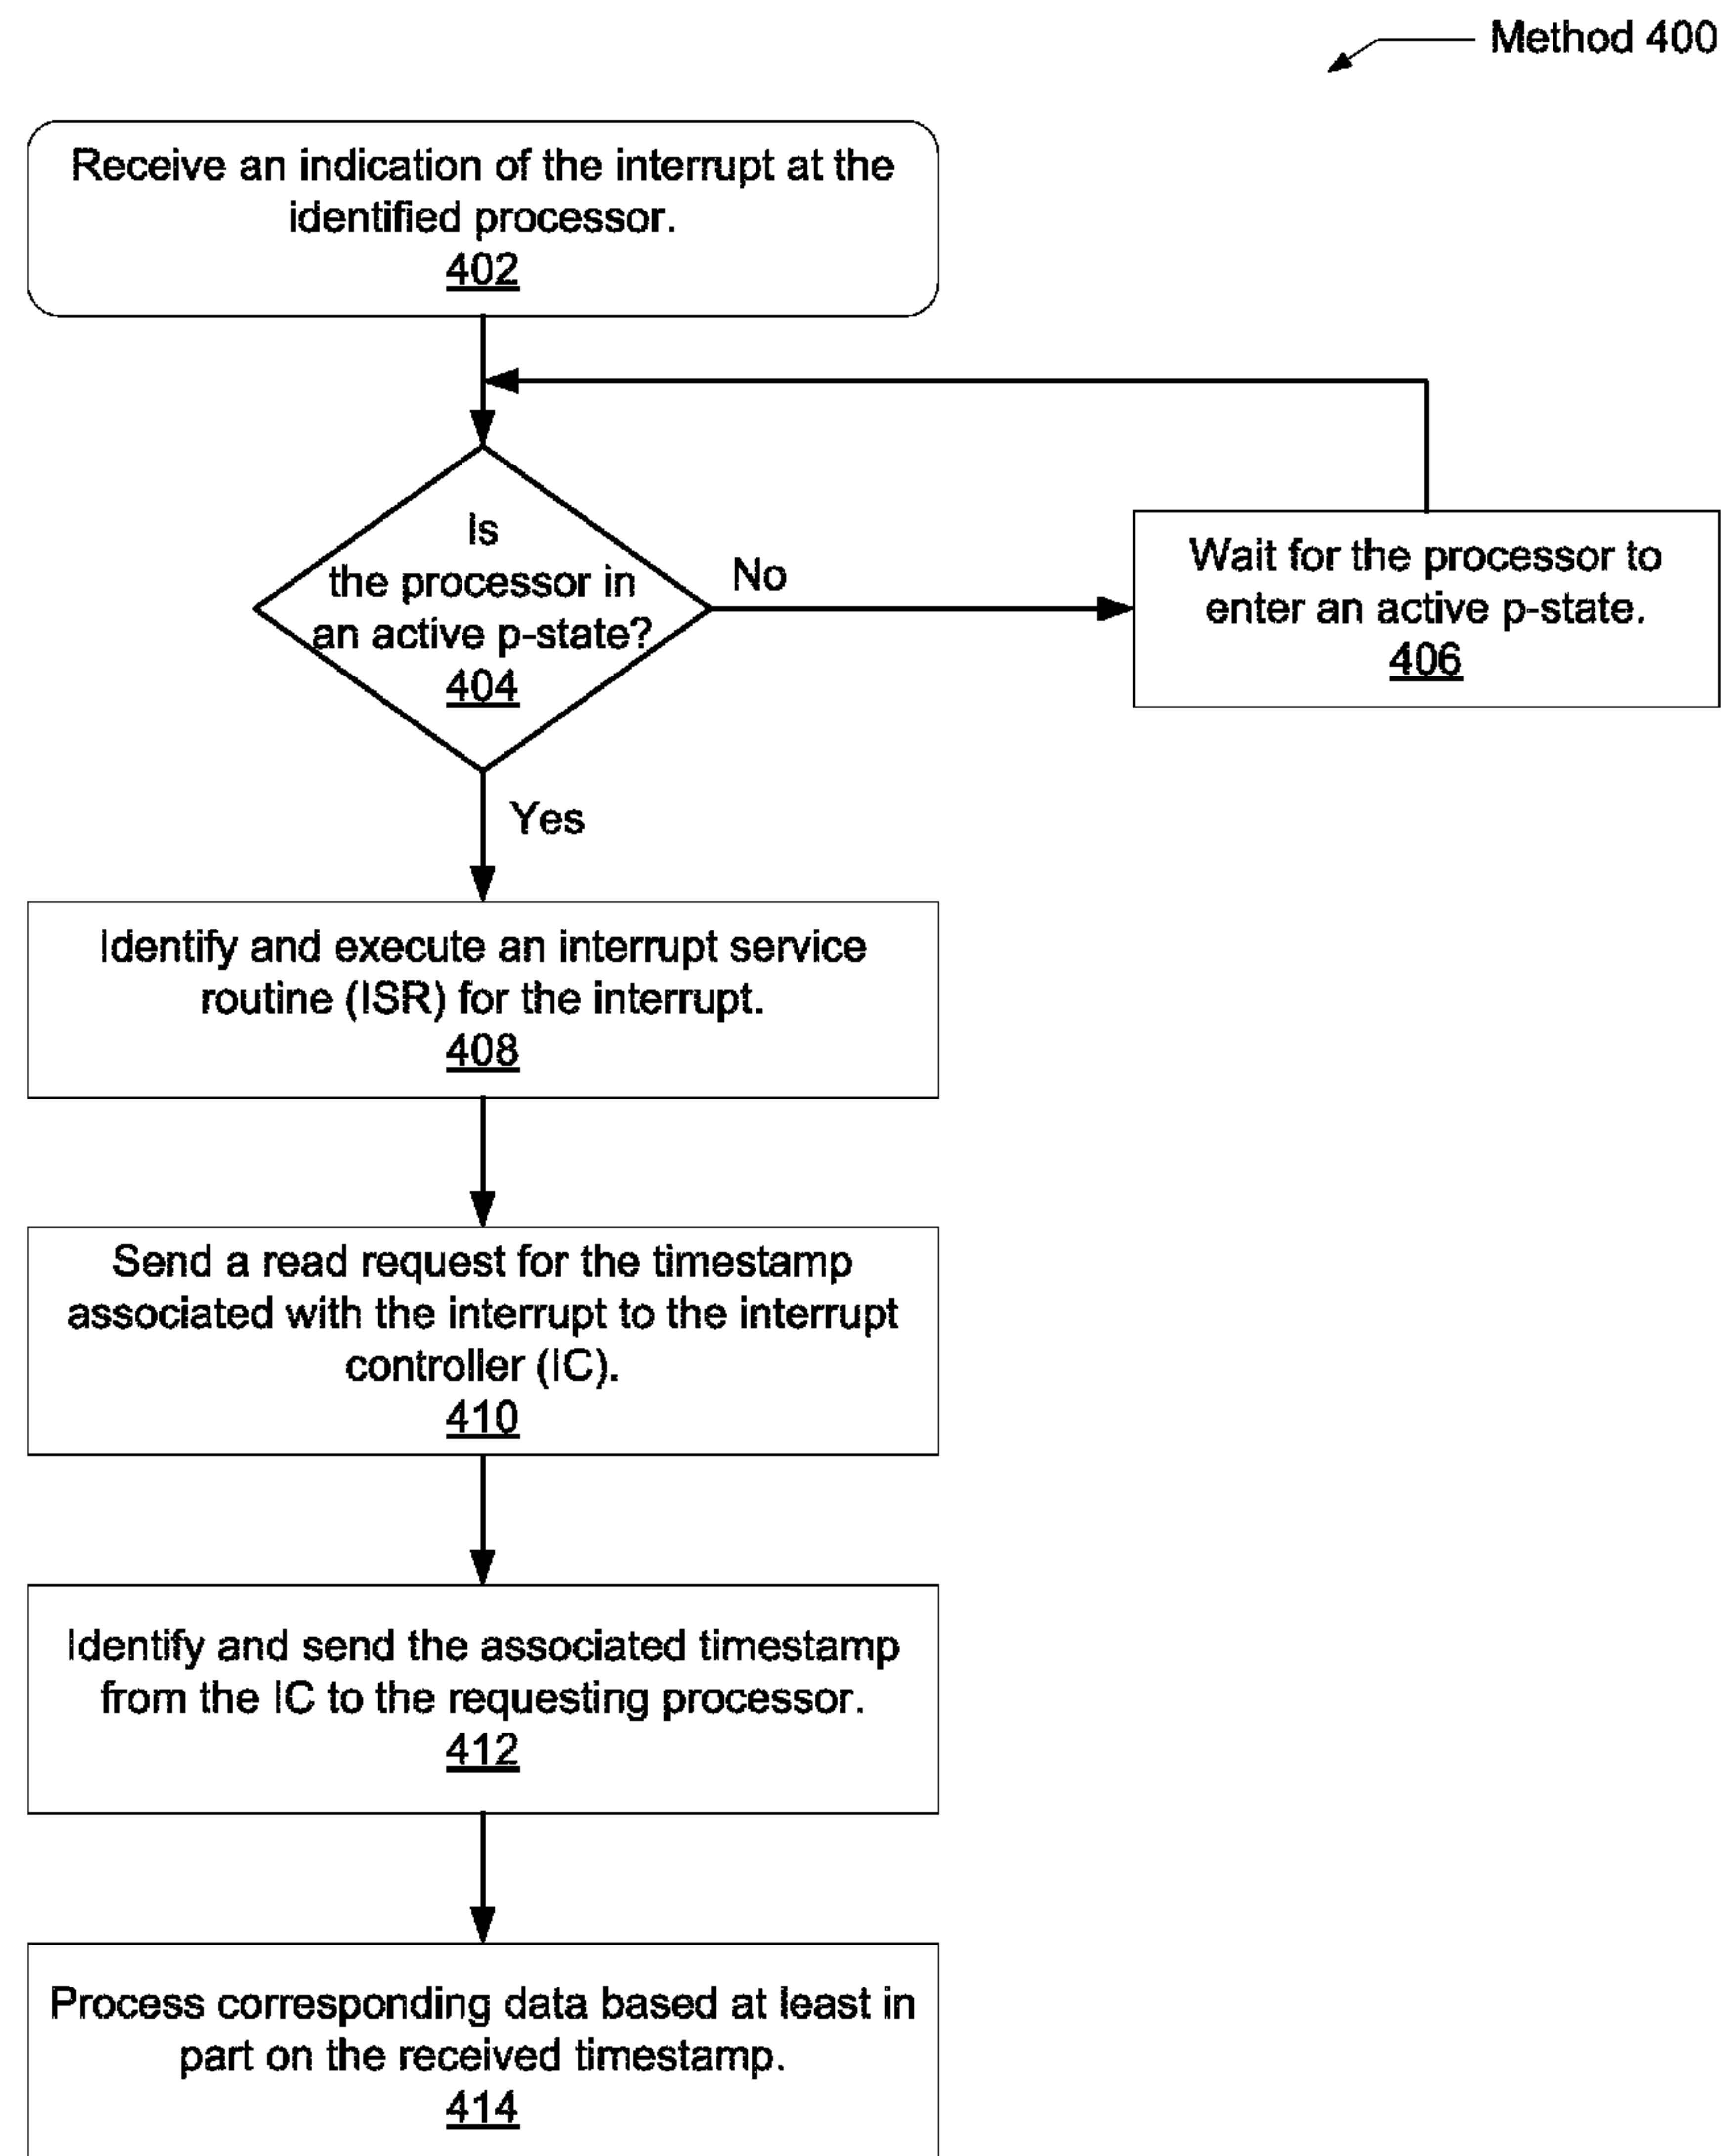 Method 400
Receive an indication of the interrupt at the
identified processor.
402
Is
the processor in
an active p-state?
404
No
Wait for the processor to
enter an active p-state.
406
Yes
Identify and execute an interrupt service
routine (ISR) for the interrupt.
408
Send a read request for the timestamp
associated with the interrupt to the interrupt
controller (IC).
410
Identify and send the associated timestamp
from the IC to the requesting processor.
412
Process corresponding data based at least in
part on the received timestamp.
414